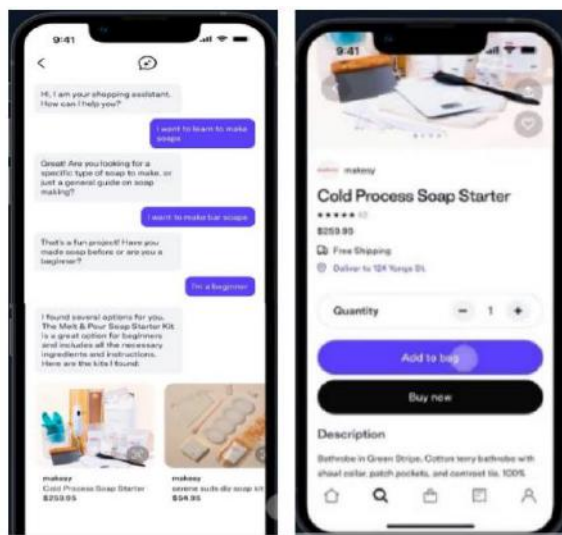 9:41
Hi, I am your shopping assistant.
How can I help you?
I want to learn to make
soaps
Great! Are you looking for a
specific type of soap to make, or
just a general guide on soap
making?
I want to make bar soaps
That's a fun project! Have you
made soap before or are you a
beginner?
I'm a beginner
I found several options for you.
The Melt & Pour Soap Starter Kit
is a great option for beginners
and includes all the necessary
ingredients and instructions.
Here are the kits I found:
makesy
Cold Process Soap Starter
$259.95
makesy
serene suds diy soap kit
$54.95
9:41
makesy
Cold Process Soap Starter
$259.95
Free Shipping
Deliver to 124 Yonge St.
Quantity
- 1 +
Add to bag
Buy now
Description
Bathrobe in Green Stripe. Cotton terry bathrobe with
shawl collar, patch pockets, and contrast tie. 100%